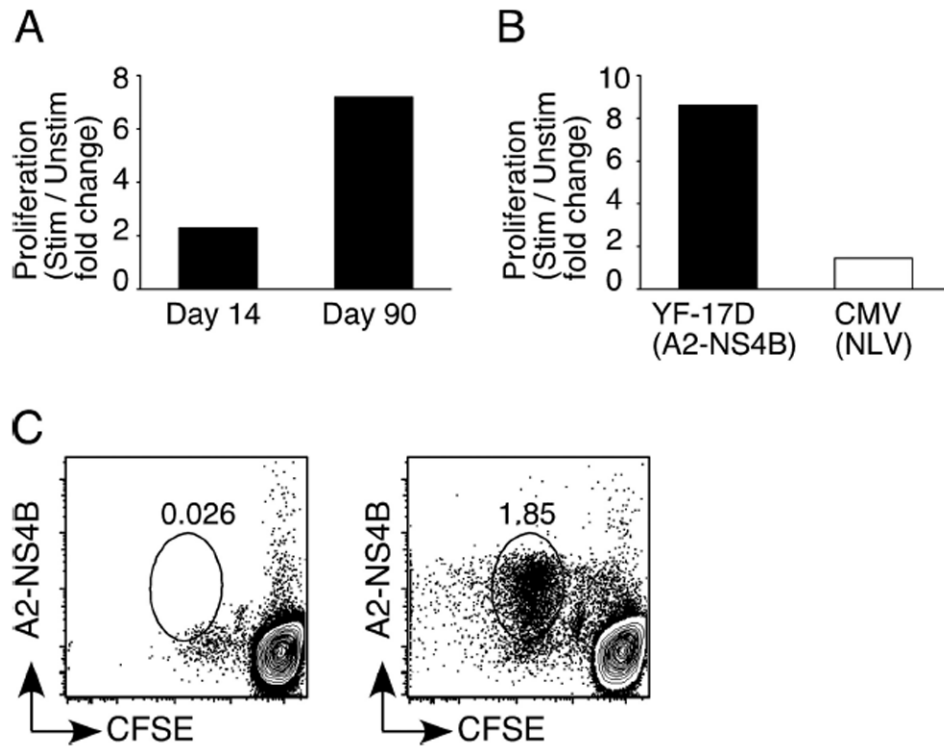 A
Proliferation
(Stim / Unstim
fold change)
8
6
4
2
0
Day 14
Day 90
B
Proliferation
(Stim / Unstim
fold change)
10
8
6
4
2
0
YF-17D
(A2-NS4B)
CMV
(NLV)
C
A2-NS4B
0.026
CFSE
A2-NS4B
1.85
CFSE